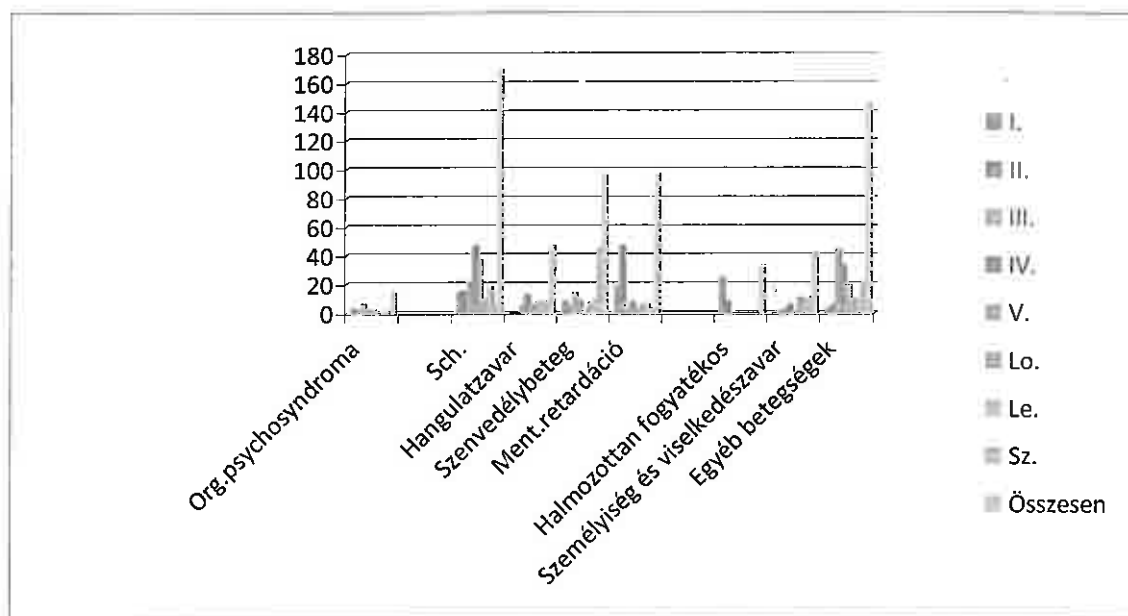 180
160
140
120
100
80
60
40
20
0
Org.psychosyndroma
Sch.
Hangulatzavar
Szenvedélybeteg
Ment.retardáció
Halmozottan fogyatékos
Személyiség és viselkedészavar
Egyéb betegségek
I.
II.
III.
IV.
V.
Lo.
Le.
Sz.
Összesen